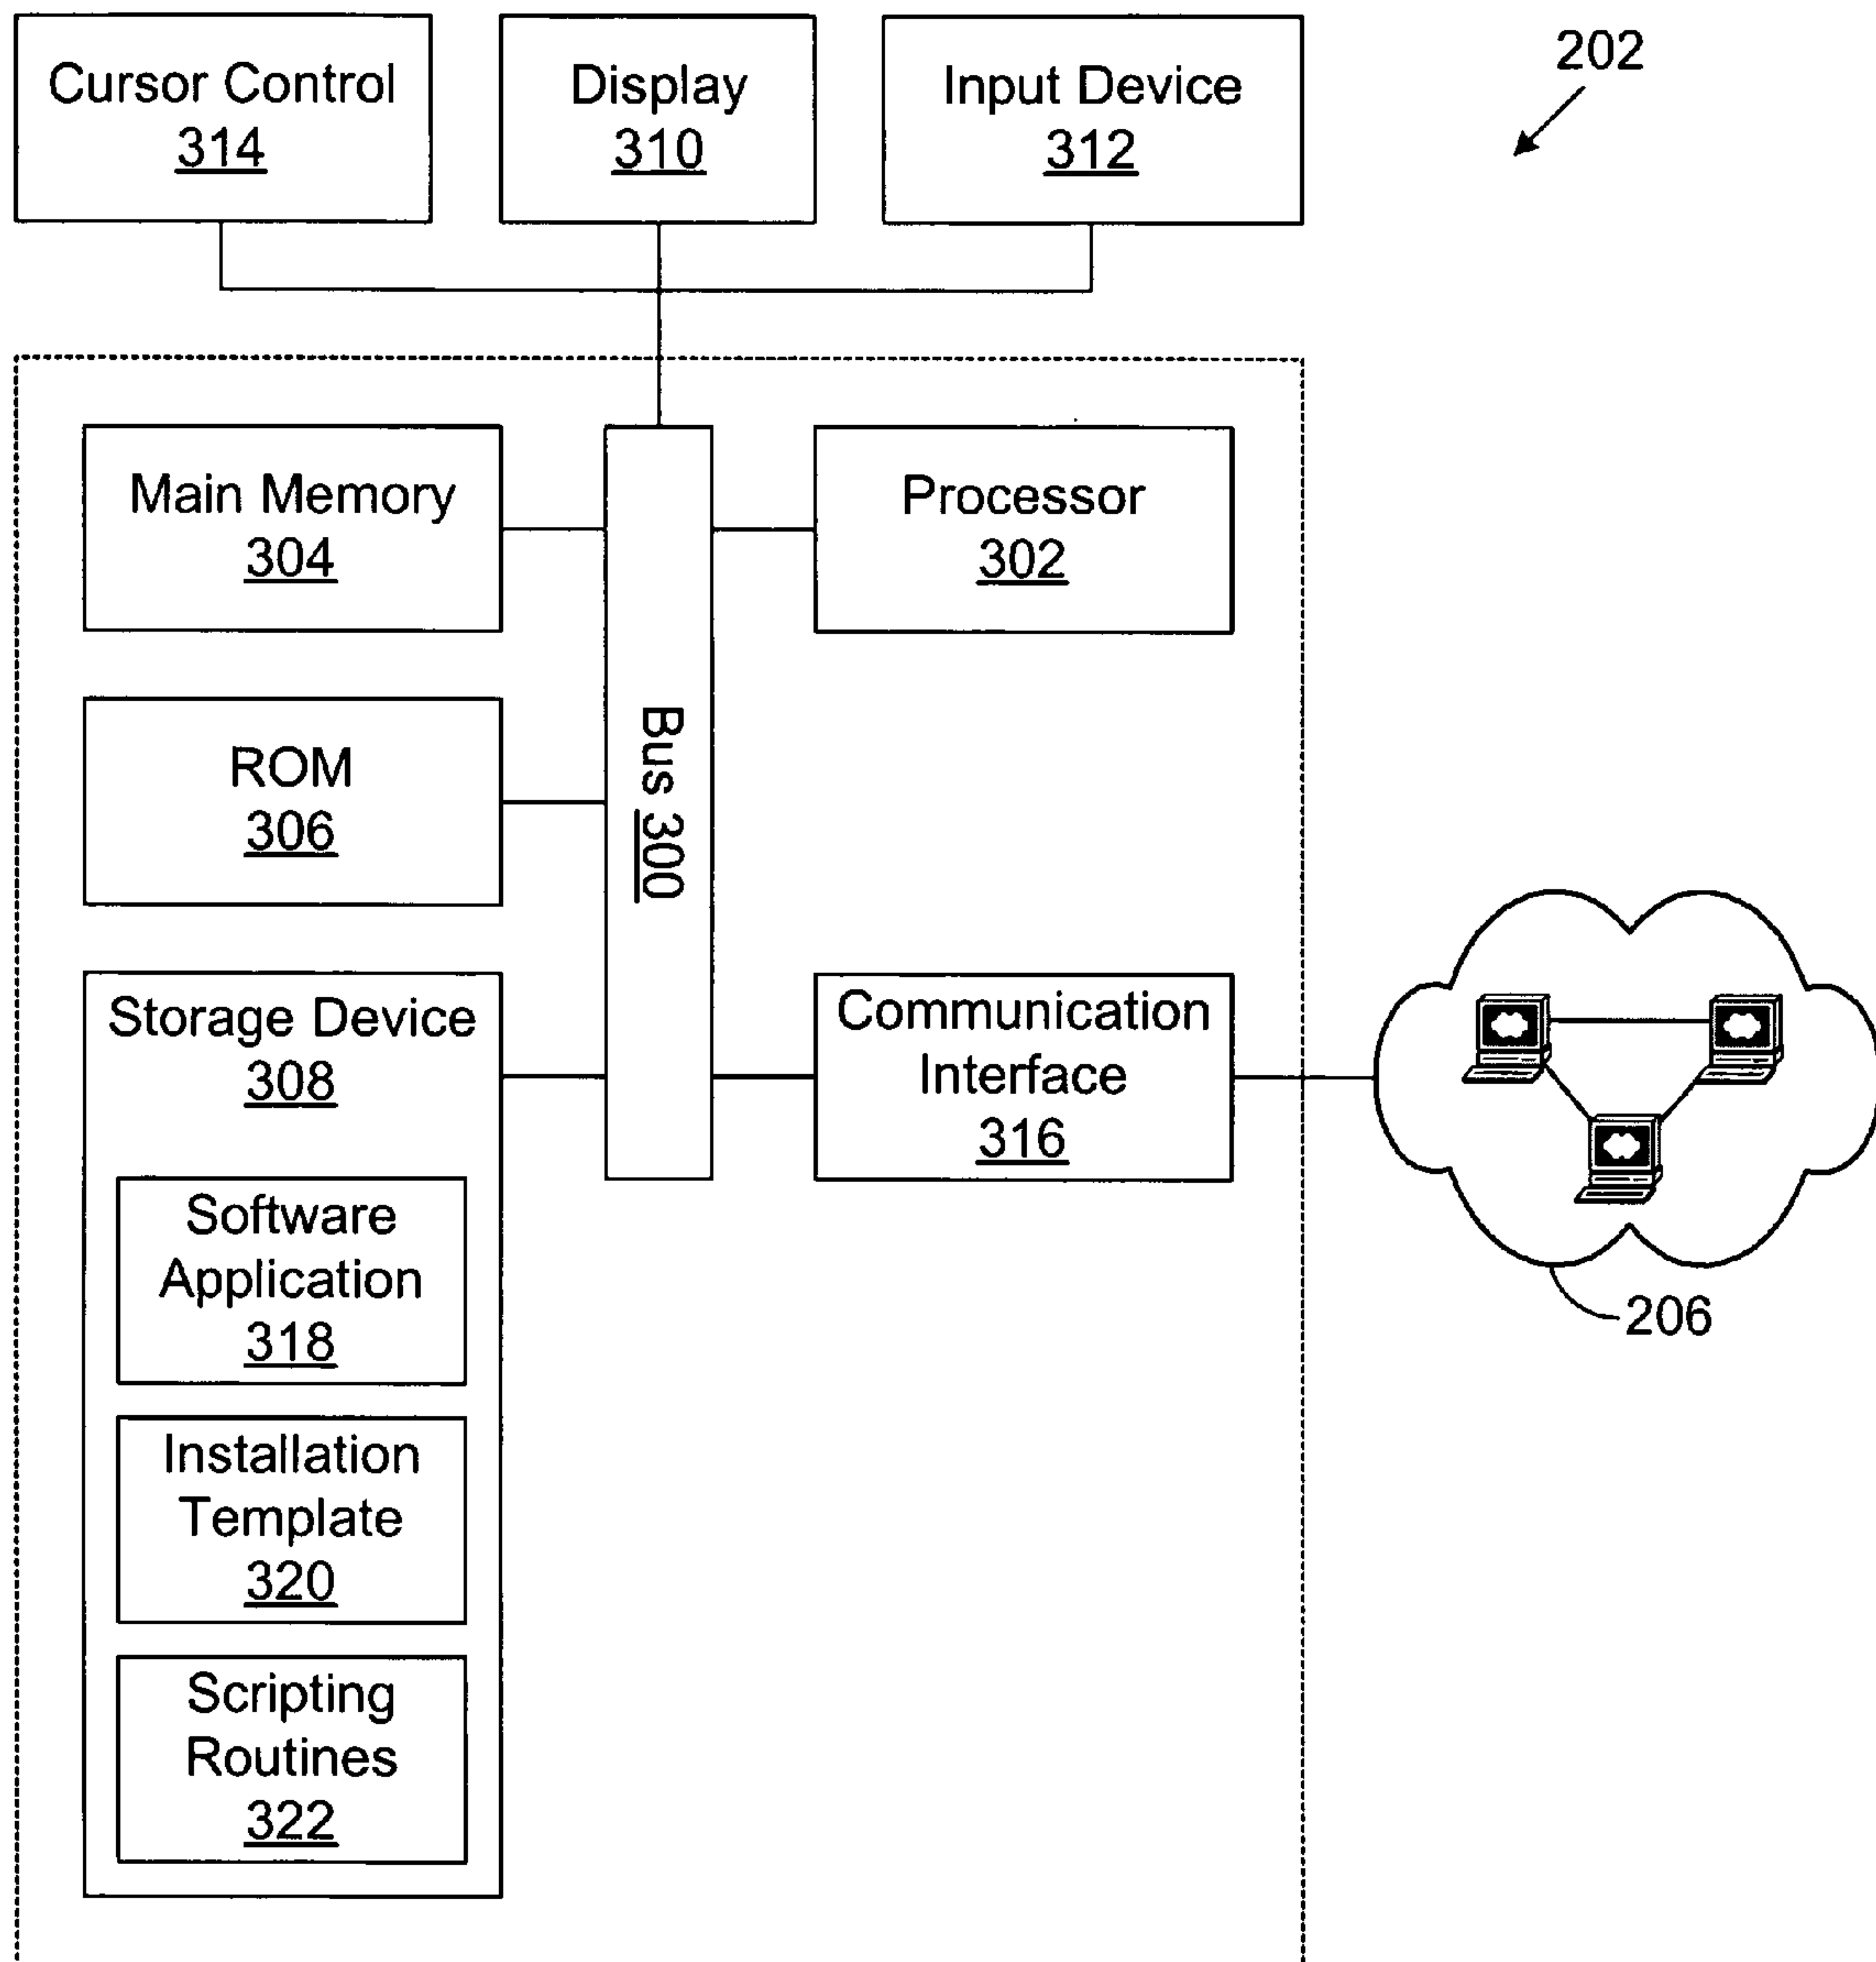 Cursor Control
314
Display
310
Input Device
312
202
Main Memory
304
Processor
302
ROM
306
Bus 300
Storage Device
308
Communication
Interface
316
Software
Application
318
Installation
Template
320
Scripting
Routines
322
206